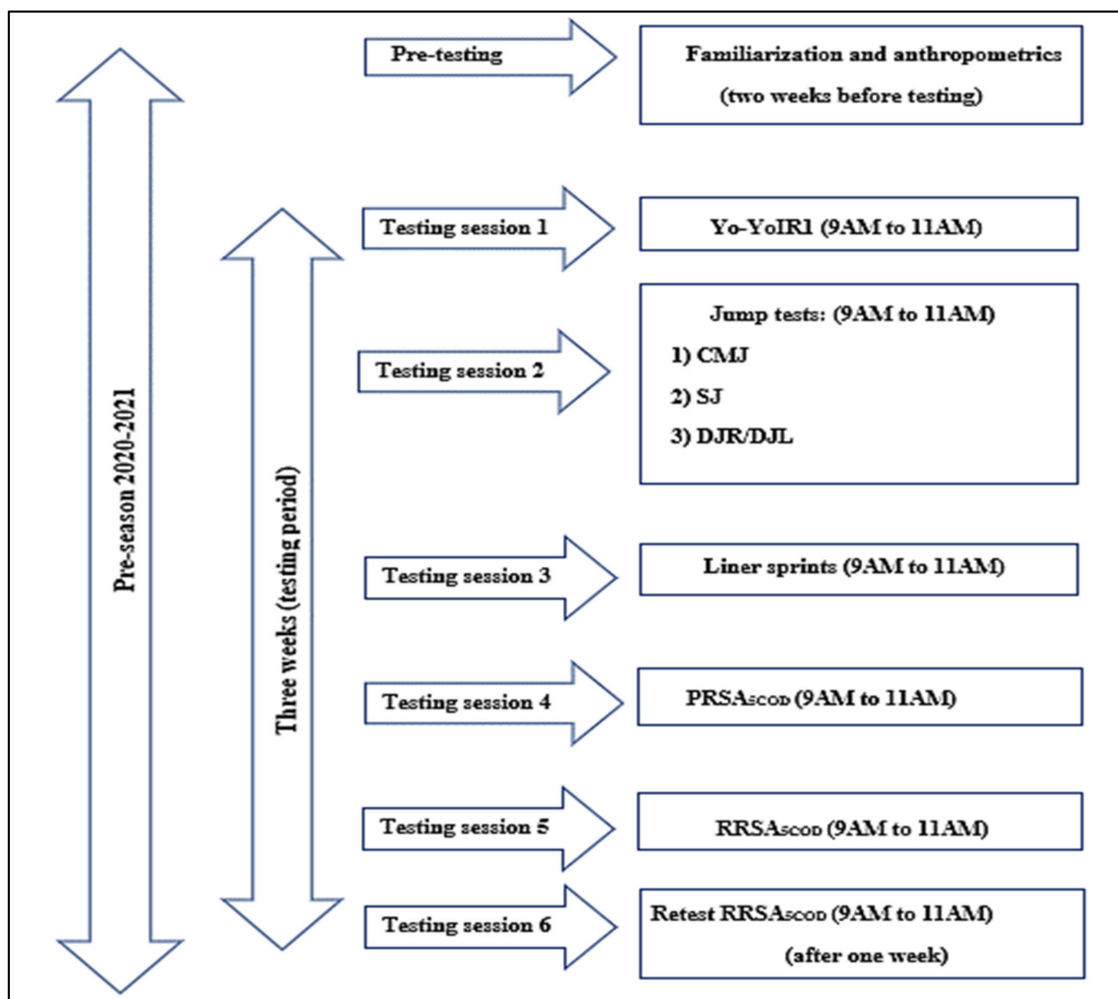 Pre-season 2020-2021
Three weeks (testing period)
Pre-testing
Familiarization and anthropometrics
(two weeks before testing)
Testing session 1
Yo-YoIR1 (9AM to 11AM)
Testing session 2
Jump tests: (9AM to 11AM)
1) CMJ
2) SJ
3) DJR/DJL
Testing session 3
Liner sprints (9AM to 11AM)
Testing session 4
PRSA5COD (9AM to 11AM)
Testing session 5
RRSA5COD (9AM to 11AM)
Testing session 6
Retest RRSA5COD (9AM to 11AM)
(after one week)